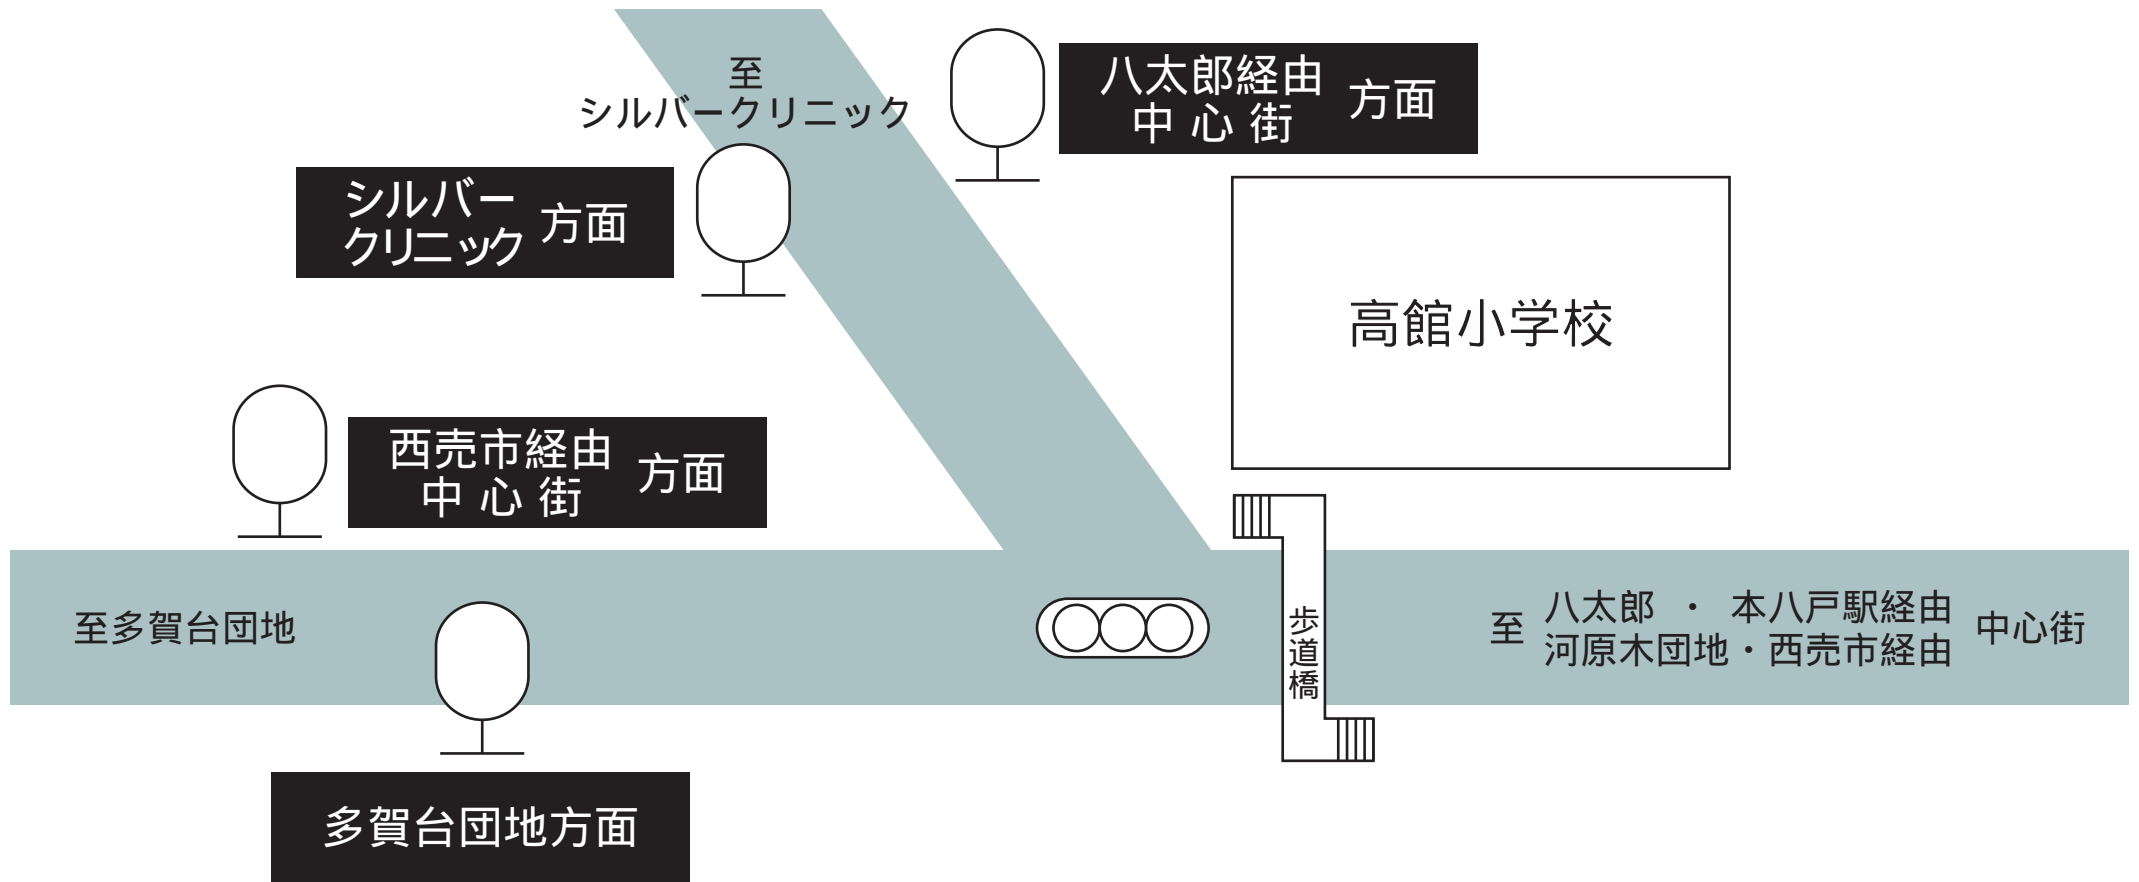 至
シルバークリニック
八太郎経由
中心街
方面
シルバー
クリニック
方面
高館小学校
西売市経由
中心街
方面
至多賀台団地
歩道橋
至
八太郎 ・ 本八戸駅経由
河原木団地・西売市経由
中心街
多賀台団地方面